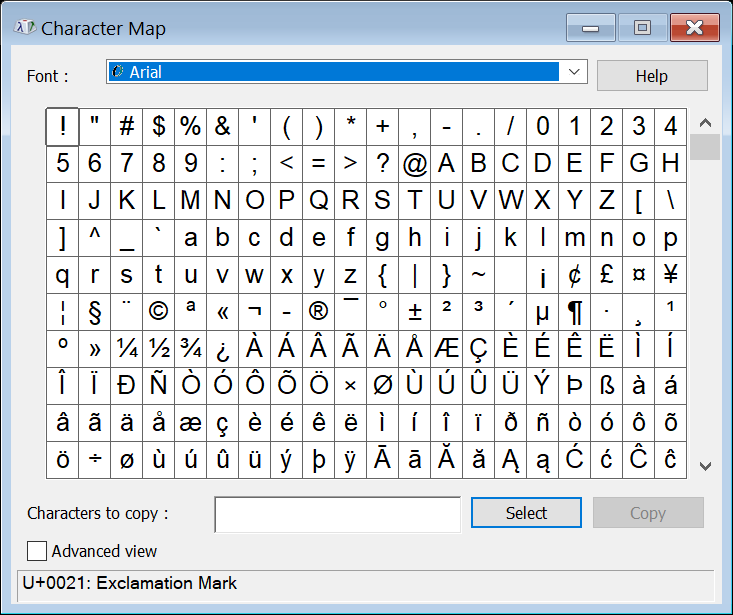 Character Map
Font : Arial Help
! " # $ % & ' ( ) * + , - . / 0 1 2 3 4
5 6 7 8 9 : ; < = > ? @ A B C D E F G H
I J K L M N O P Q R S T U V W X Y Z [ \
] ^ _ ` a b c d e f g h i j k l m n o p
q r s t u v w x y z { | } ~ ¡ ¢ £ ¤ ¥
¦ § ¨ © ª « ¬ - ® ¯ ° ± ² ³ ´ µ ¶ · ¸ ¹
º » ¼ ½ ¾ ¿ À Á Â Ã Ä Å Æ Ç È É Ê Ë Ì Í
Î Ï Ð Ñ Ò Ó Ô Õ Ö × Ø Ù Ú Û Ü Ý Þ ß à á
â ã ä å æ ç è é ê ë ì í î ï ð ñ ò ó ô õ
ö ÷ ø ù ú û ü ý þ ÿ Ā ā Ă ă Ą ą Ć ć Ĉ ĉ
Characters to copy : Select Copy
Advanced view
U+0021: Exclamation Mark